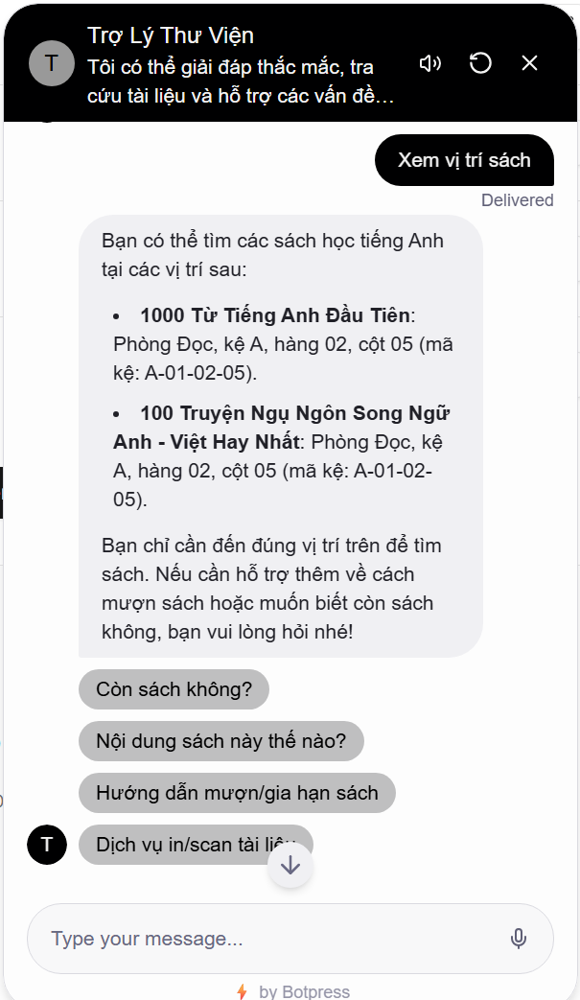 T
Trợ Lý Thư Viện
Tôi có thể giải đáp thắc mắc, tra
cứu tài liệu và hỗ trợ các vấn đề…
Xem vị trí sách
Delivered
Bạn có thể tìm các sách học tiếng Anh
tại các vị trí sau:
• 1000 Từ Tiếng Anh Đầu Tiên:
Phòng Đọc, kệ A, hàng 02, cột 05 (mã
kệ: A-01-02-05).
• 100 Truyện Ngụ Ngôn Song Ngữ
Anh - Việt Hay Nhất: Phòng Đọc, kệ
A, hàng 02, cột 05 (mã kệ: A-01-02-
05).
Bạn chỉ cần đến đúng vị trí trên để tìm
sách. Nếu cần hỗ trợ thêm về cách
mượn sách hoặc muốn biết còn sách
không, bạn vui lòng hỏi nhé!
Còn sách không?
Nội dung sách này thế nào?
Hướng dẫn mượn/gia hạn sách
T
Dịch vụ in/scan tài liệu
Type your message...
by Botpress